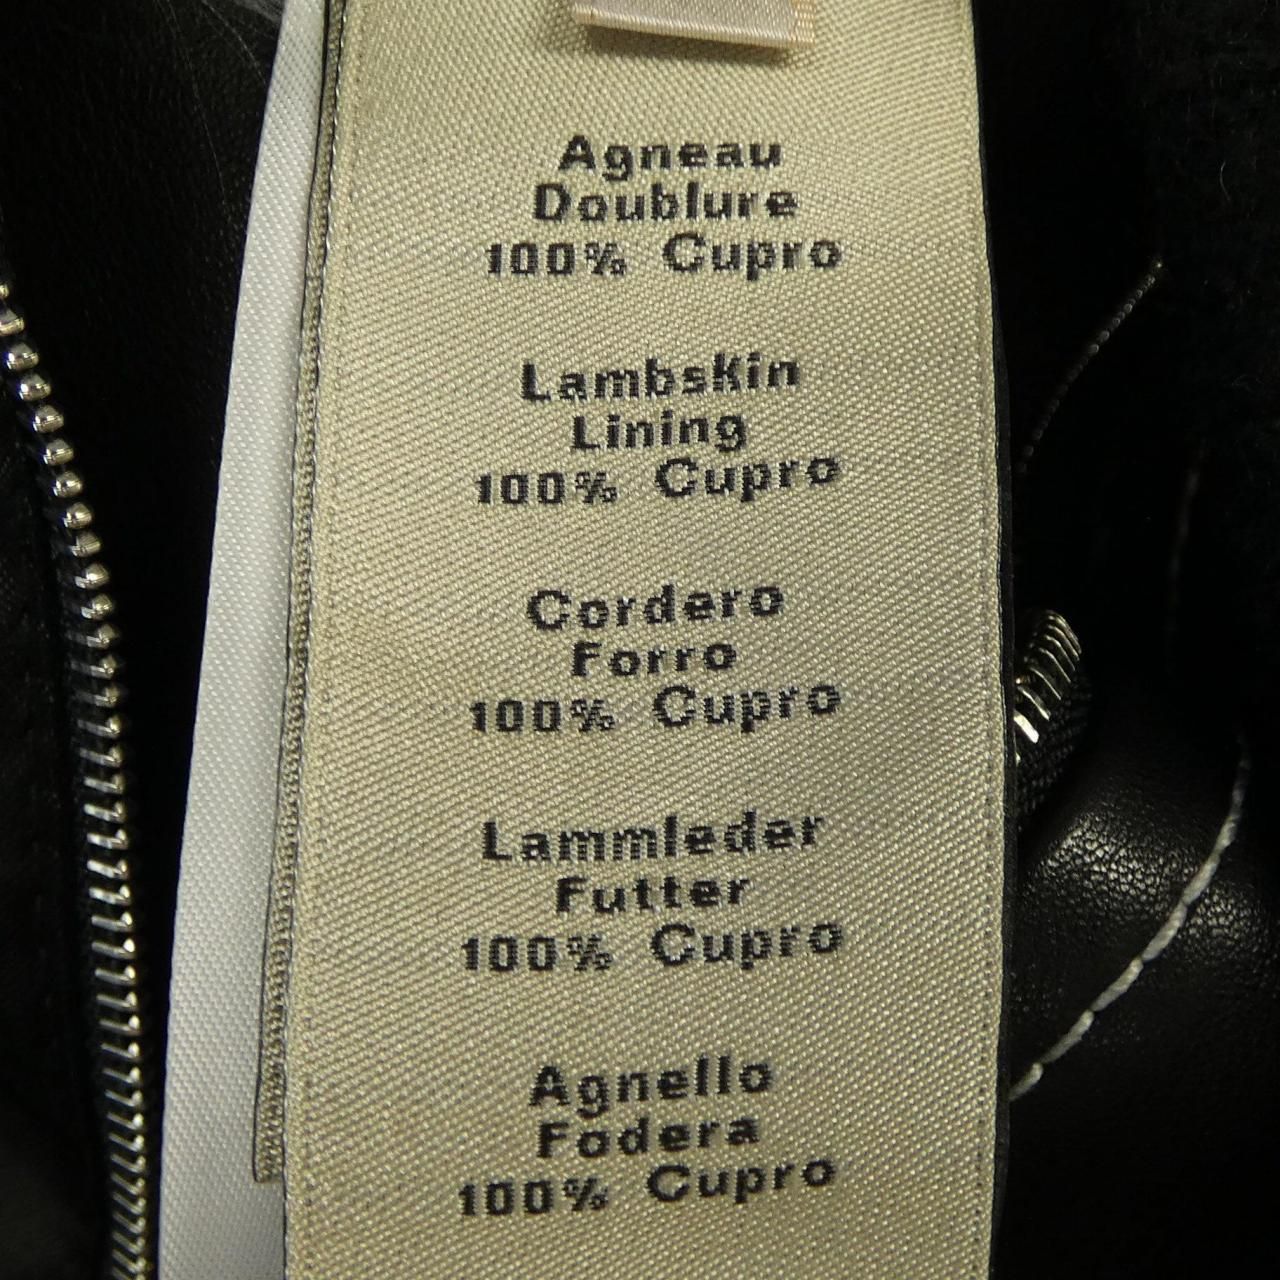 Agneau
Doublure
100% Cupro
Lambskin
Lining
100% Cupro
Cordero
Forro
100% Cupro
Lammleder
Futter
100% Cupro
Agnello
Fodera
100% Cupro